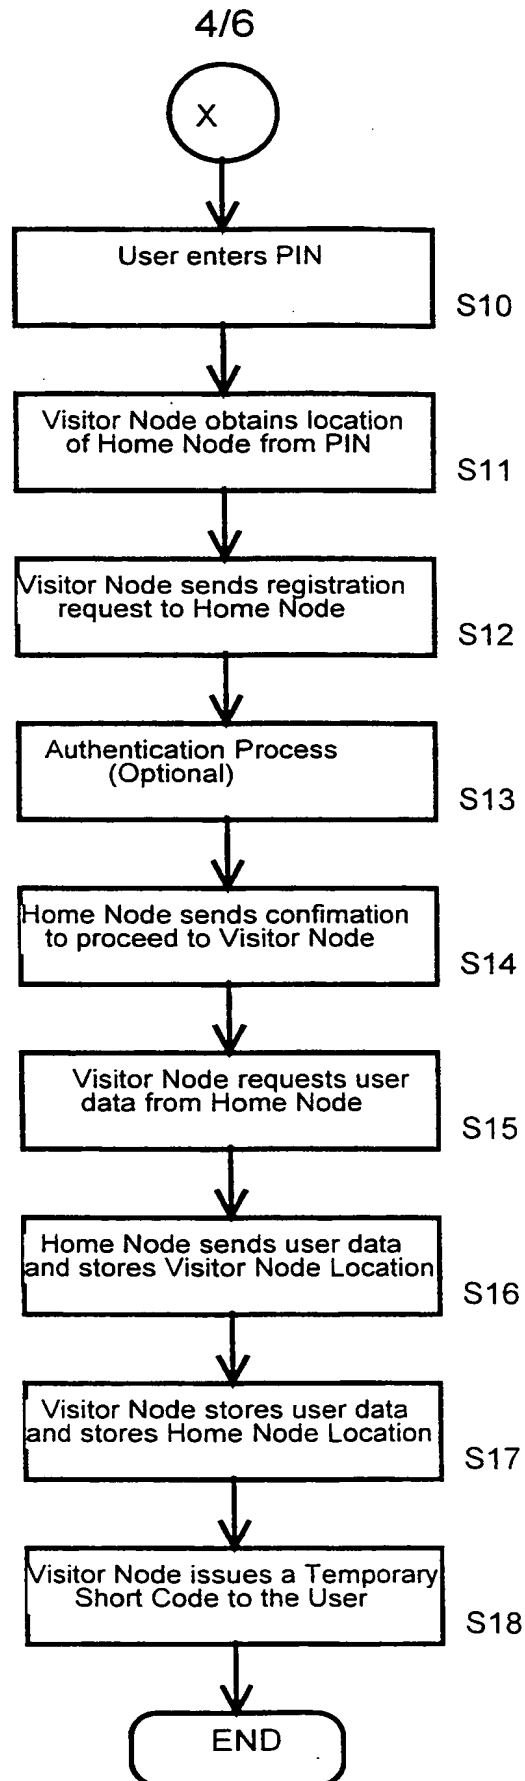 4/6
X
User enters PIN
S10
Visitor Node obtains location
of Home Node from PIN
S11
Visitor Node sends registration
request to Home Node
S12
Authentication Process
(Optional)
S13
Home Node sends confimation
to proceed to Visitor Node
S14
Visitor Node requests user
data from Home Node
S15
Home Node sends user data
and stores Visitor Node Location
S16
Visitor Node stores user data
and stores Home Node Location
S17
Visitor Node issues a Temporary
Short Code to the User
S18
END